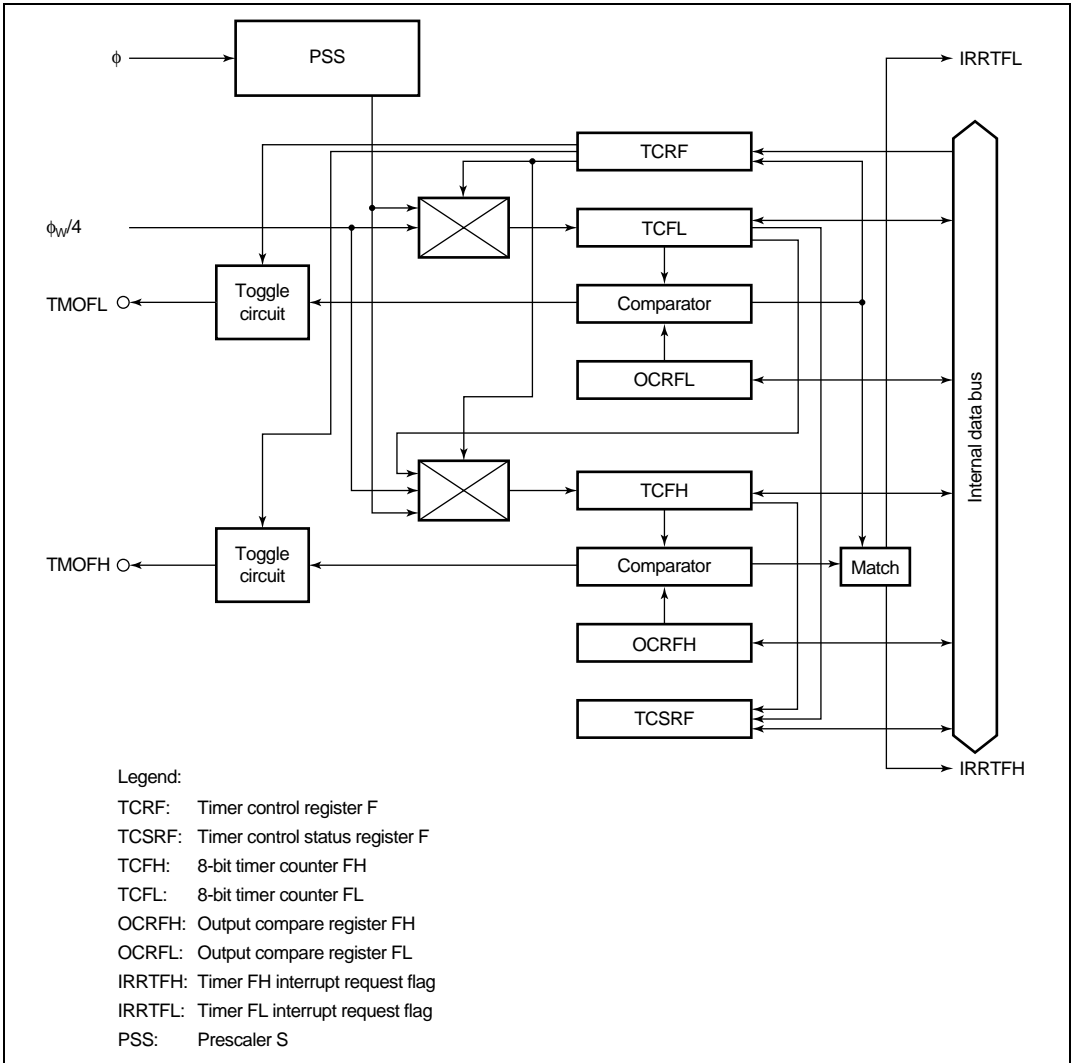 ϕ
PSS
IRRTFL
TCRF
ϕW/4
TCFL
TMOFL
Toggle
circuit
Comparator
OCRFL
Internal data bus
TCFH
TMOFH
Toggle
circuit
Comparator
Match
OCRFH
TCSRF
IRRTFH
Legend:
TCRF: Timer control register F
TCSRF: Timer control status register F
TCFH: 8-bit timer counter FH
TCFL: 8-bit timer counter FL
OCRFH: Output compare register FH
OCRFL: Output compare register FL
IRRTFH: Timer FH interrupt request flag
IRRTFL: Timer FL interrupt request flag
PSS: Prescaler S